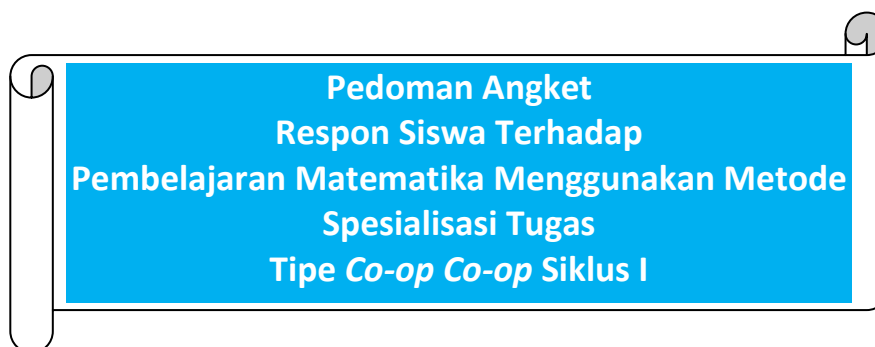 Pedoman Angket
Respon Siswa Terhadap
Pembelajaran Matematika Menggunakan Metode
Spesialisasi Tugas
Tipe Co-op Co-op Siklus I